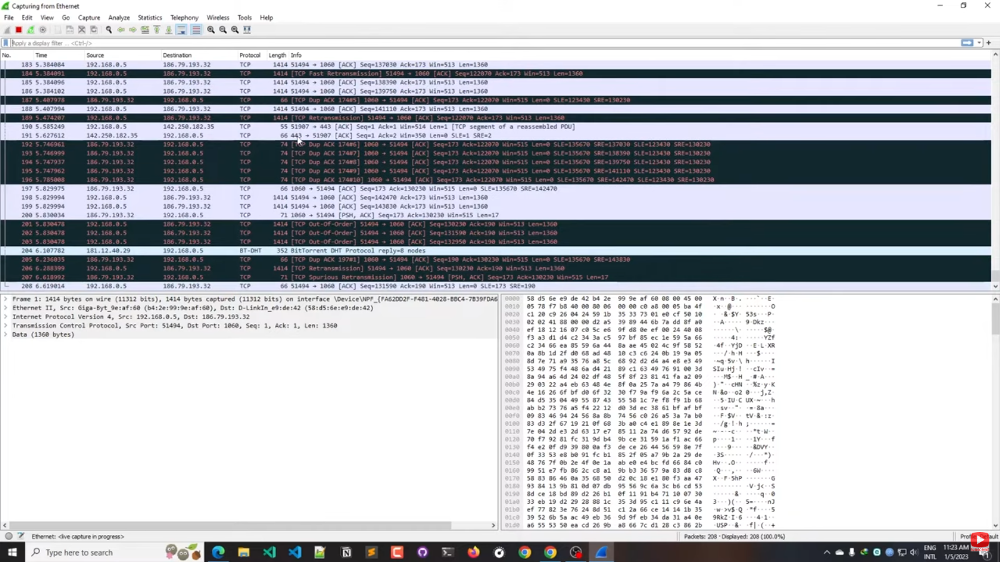 Capturing from Ethernet
File Edit View Go Capture Analyze Statistics Telephony Wireless Tools Help
Apply a display filter ... <Ctrl-/>
No. Time Source Destination Protocol Length Info
183 5.384084 192.168.0.5 186.79.193.32 TCP 1414 51494 → 1060 [ACK] Seq=137030 Ack=173 Win=513 Len=1360
184 5.384091 192.168.0.5 186.79.193.32 TCP 1414 [TCP Fast Retransmission] 51494 → 1060 [ACK] Seq=122070 Ack=173 Win=513 Len=1360
185 5.384096 192.168.0.5 186.79.193.32 TCP 1414 51494 → 1060 [ACK] Seq=138390 Ack=173 Win=513 Len=1360
186 5.384102 192.168.0.5 186.79.193.32 TCP 1414 51494 → 1060 [ACK] Seq=139750 Ack=173 Win=513 Len=1360
187 5.407978 186.79.193.32 192.168.0.5 TCP 66 [TCP Dup ACK 174#5] 1060 → 51494 [ACK] Seq=173 Ack=122070 Win=515 Len=0 SLE=123430 SRE=130230
188 5.407994 192.168.0.5 186.79.193.32 TCP 1414 51494 → 1060 [ACK] Seq=141110 Ack=173 Win=513 Len=1360
189 5.474207 192.168.0.5 186.79.193.32 TCP 1414 [TCP Retransmission] 51494 → 1060 [ACK] Seq=122070 Ack=173 Win=513 Len=1360
190 5.585249 192.168.0.5 142.250.182.35 TCP 55 51907 → 443 [ACK] Seq=1 Ack=1 Win=514 Len=1 [TCP segment of a reassembled PDU]
191 5.627612 142.250.182.35 192.168.0.5 TCP 66 443 → 51907 [ACK] Seq=1 Ack=2 Win=350 Len=0 SLE=1 SRE=2
192 5.746961 186.79.193.32 192.168.0.5 TCP 74 [TCP Dup ACK 174#6] 1060 → 51494 [ACK] Seq=173 Ack=122070 Win=515 Len=0 SLE=135670 SRE=137030 SLE=123430 SRE=130230
193 5.746999 186.79.193.32 192.168.0.5 TCP 74 [TCP Dup ACK 174#7] 1060 → 51494 [ACK] Seq=173 Ack=122070 Win=515 Len=0 SLE=135670 SRE=138390 SLE=123430 SRE=130230
194 5.747937 186.79.193.32 192.168.0.5 TCP 74 [TCP Dup ACK 174#8] 1060 → 51494 [ACK] Seq=173 Ack=122070 Win=515 Len=0 SLE=135670 SRE=139750 SLE=123430 SRE=130230
195 5.747962 186.79.193.32 192.168.0.5 TCP 74 [TCP Dup ACK 174#9] 1060 → 51494 [ACK] Seq=173 Ack=122070 Win=515 Len=0 SLE=135670 SRE=141110 SLE=123430 SRE=130230
196 5.785008 186.79.193.32 192.168.0.5 TCP 74 [TCP Dup ACK 174#10] 1060 → 51494 [ACK] Seq=173 Ack=122070 Win=515 Len=0 SLE=135670 SRE=142470 SLE=123430 SRE=130230
197 5.829975 186.79.193.32 192.168.0.5 TCP 66 1060 → 51494 [ACK] Seq=173 Ack=130230 Win=515 Len=0 SLE=135670 SRE=142470
198 5.829994 192.168.0.5 186.79.193.32 TCP 1414 51494 → 1060 [ACK] Seq=142470 Ack=173 Win=513 Len=1360
199 5.829994 192.168.0.5 186.79.193.32 TCP 1414 51494 → 1060 [ACK] Seq=143830 Ack=173 Win=513 Len=1360
200 5.830034 186.79.193.32 192.168.0.5 TCP 71 1060 → 51494 [PSH, ACK] Seq=173 Ack=130230 Win=515 Len=17
201 5.830478 192.168.0.5 186.79.193.32 TCP 1414 [TCP Out-Of-Order] 51494 → 1060 [ACK] Seq=130230 Ack=190 Win=513 Len=1360
202 5.830478 192.168.0.5 186.79.193.32 TCP 1414 [TCP Out-Of-Order] 51494 → 1060 [ACK] Seq=131590 Ack=190 Win=513 Len=1360
203 5.830478 192.168.0.5 186.79.193.32 TCP 1414 [TCP Out-Of-Order] 51494 → 1060 [ACK] Seq=132950 Ack=190 Win=513 Len=1360
204 6.107782 181.12.40.29 192.168.0.5 BT-DHT 352 BitTorrent DHT Protocol reply=8 nodes
205 6.236035 186.79.193.32 192.168.0.5 TCP 66 [TCP Dup ACK 197#1] 1060 → 51494 [ACK] Seq=190 Ack=130230 Win=515 Len=0 SLE=135670 SRE=143830
206 6.288399 192.168.0.5 186.79.193.32 TCP 1414 [TCP Retransmission] 51494 → 1060 [ACK] Seq=130230 Ack=190 Win=513 Len=1360
207 6.618992 186.79.193.32 192.168.0.5 TCP 71 [TCP Spurious Retransmission] 1060 → 51494 [PSH, ACK] Seq=173 Ack=130230 Win=515 Len=17
208 6.619014 192.168.0.5 186.79.193.32 TCP 66 51494 → 1060 [ACK] Seq=131590 Ack=190 Win=513 Len=0 SLE=173 SRE=190
Frame 1: 1414 bytes on wire (11312 bits), 1414 bytes captured (11312 bits) on interface \Device\NPF_{FA62DD2F-F481-4028-BBC4-7B39FDA6
Ethernet II, Src: Giga-Byt_9e:af:60 (b4:2e:99:9e:af:60), Dst: D-LinkIn_e9:de:42 (58:d5:6e:e9:de:42)
Internet Protocol Version 4, Src: 192.168.0.5, Dst: 186.79.193.32
Transmission Control Protocol, Src Port: 51494, Dst Port: 1060, Seq: 1, Ack: 1, Len: 1360
Data (1360 bytes)
0000 58 d5 6e e9 de 42 b4 2e 99 9e af 60 08 00 45 00
0010 05 78 f7 b8 40 00 80 06 00 00 c0 a8 00 05 ba 4f
0020 c1 20 c9 26 04 24 59 1b 35 33 73 01 e0 cf 50 10
0030 02 02 41 88 00 00 d2 a5 39 89 44 6b 7a dd 8f a0
0040 ef 18 12 16 07 c0 5c e6 9f d8 0e ef 00 24 40 08
0050 f3 a3 d1 d4 c2 34 3a c5 97 bf 85 ec 1e 59 5a 66
0060 c2 34 66 ea 85 59 6a 44 8a ae 45 02 4c 9f 58 52
0070 0a 8b 1d 2f d0 68 ad 48 10 c3 c6 24 0b 19 9a 05
0080 8d 7e 71 a9 35 76 a8 5c 68 92 d2 d4 a4 e8 e3 49
0090 53 49 75 f4 48 6a d4 21 89 c1 63 49 76 91 00 3d
00a0 8a 94 a6 4d 24 02 df 48 5f 8f 23 81 41 fa a2 09
00b0 29 03 22 a4 eb 63 48 4e 8f 0a 25 7a a4 79 86 4b
00c0 4e 16 26 6f bf d0 6f 32 30 f7 9a f9 6a 2c 5a ce
00d0 84 d5 35 04 49 55 87 43 55 58 1c 7e f8 f9 1b 68
00e0 ab b2 73 76 a5 f4 22 12 d0 3d ec 38 61 bf af bf
00f0 09 83 46 94 24 56 8a 8b 74 56 c0 26 a5 3a 7a b0
0100 83 d3 2f 67 19 21 0f 68 3b a0 c4 e1 89 8e 1e 3d
0110 7e 04 2d e3 2d 63 17 e7 85 11 2a 74 d6 57 92 de
0120 70 f7 92 81 fc 31 9d b4 9b ce 31 59 1a f1 ac 66
0130 f4 e2 0f d9 39 80 0a f3 de ce 26 44 56 59 8e 7f
0140 0f 33 53 e8 b0 91 fc b1 85 2f 05 a7 9b 2a 29 de
0150 48 76 7f 0b 2e 4f 0e 1a ab e0 e4 bc fd 66 84 c0
0160 99 51 e7 fb 86 2c c8 a1 9b b3 36 57 9a 83 d8 c8
0170 58 83 86 46 0a 35 68 50 d2 0c 18 e1 80 f3 aa 47
0180 93 84 13 9b 81 0d 07 db 95 56 9c 6a 3c b6 cd 53
0190 8d ce 18 bd 89 d2 26 b1 0f 11 91 b4 71 10 07 30
01a0 33 eb 19 d2 29 28 88 1c 35 3d 95 c1 11 c9 6e 4a
01b0 ef 77 82 3e 76 24 8d 51 c1 2a 66 ce 14 14 1b 35
01c0 39 52 6b 5a ac 49 eb 36 9d 9f eb 34 da 31 a4 0e
01d0 a6 55 53 50 ea cd 26 9b a8 66 7c d1 28 c3 86 2b
Ethernet: <live capture in progress>
Packets: 208 · Displayed: 208 (100.0%)
Type here to search
ENG
INTL
11:23 AM
1/5/2023